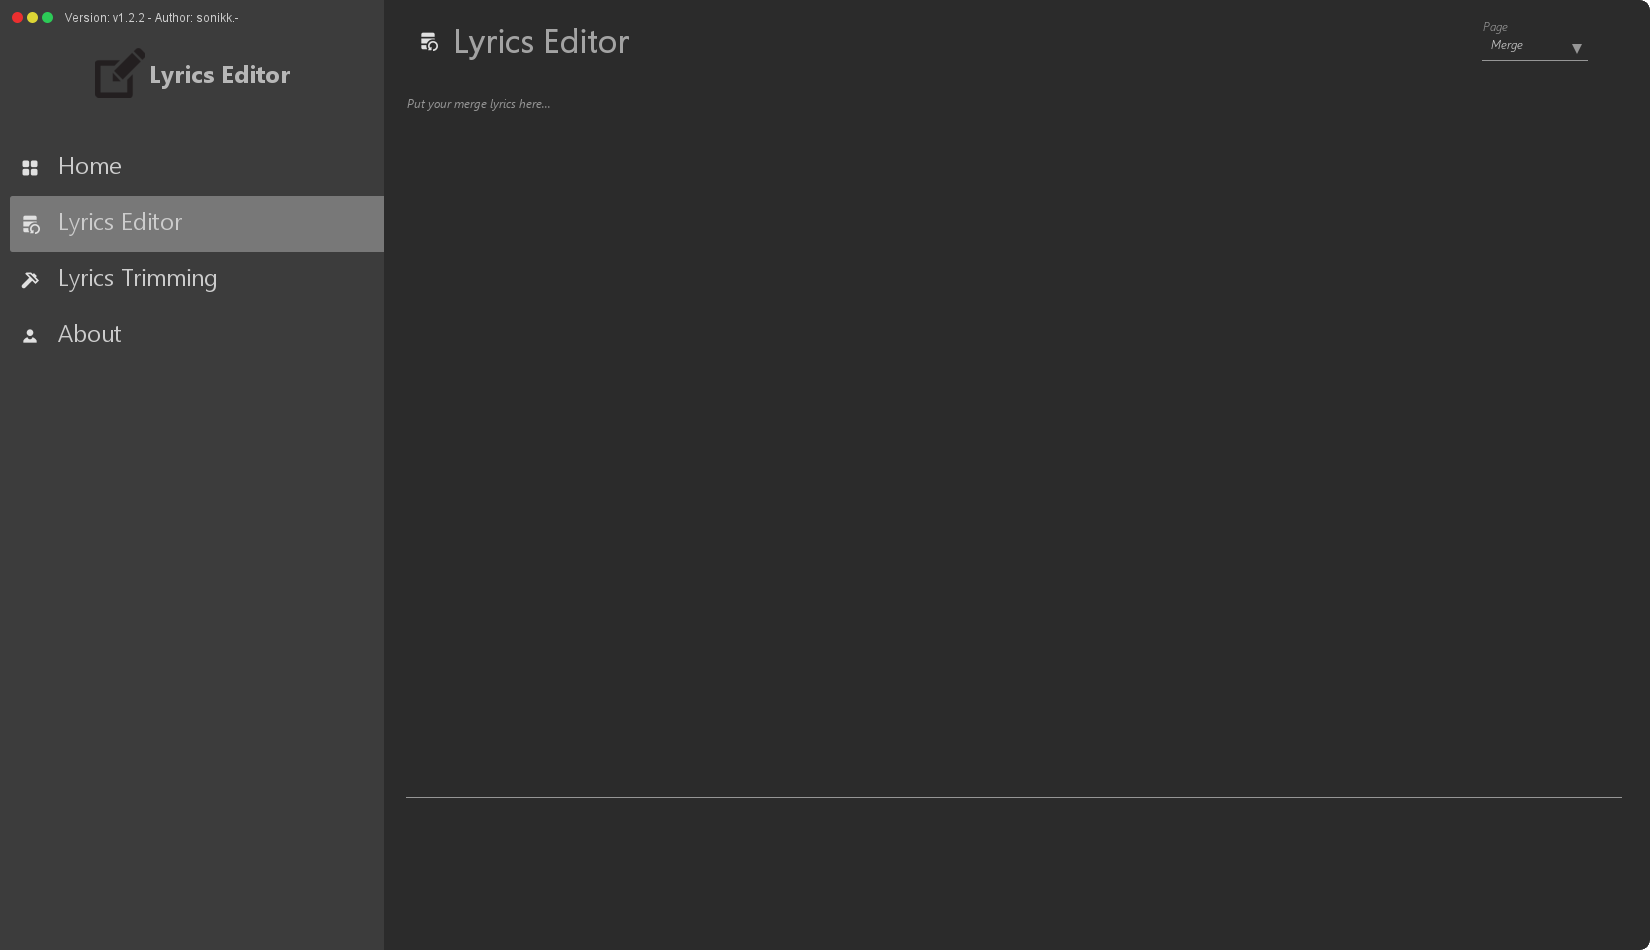 Version: v1.2.2 - Author: sonikk.-
Lyrics Editor
Home
Lyrics Editor
Lyrics Trimming
About
Lyrics Editor
Page
Merge
Put your merge lyrics here...